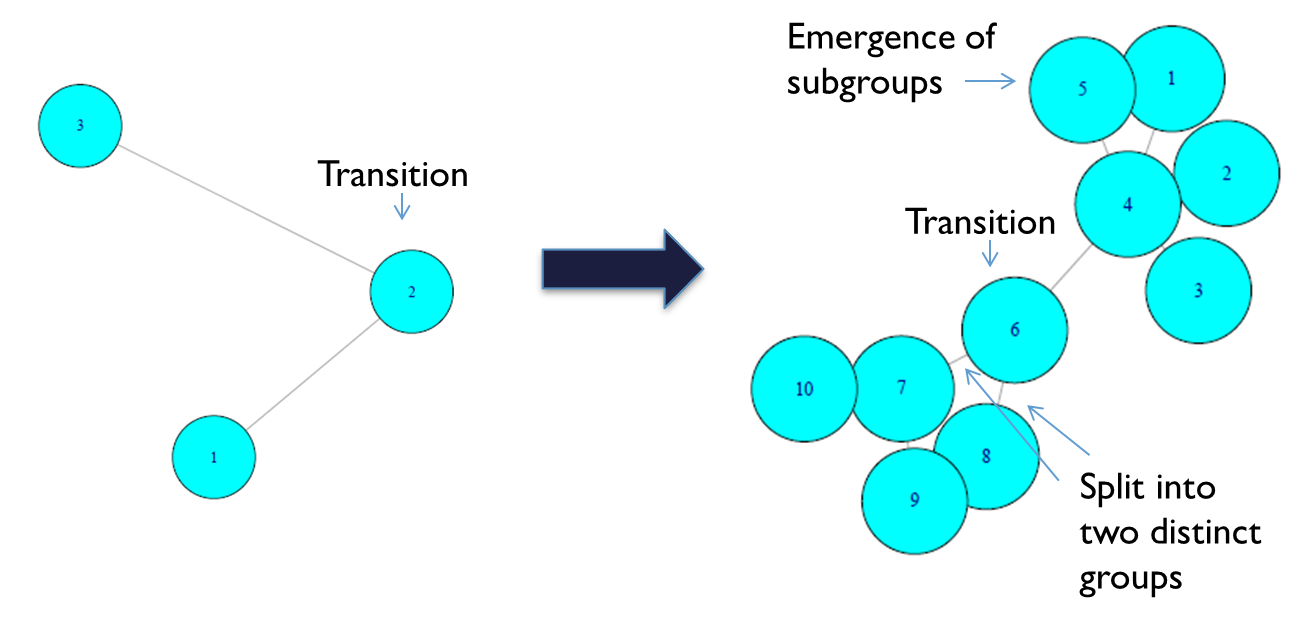 3
Transition
2
1
Emergence of
subgroups
5
1
2
4
Transition
3
6
10
7
8
9
Split into
two distinct
groups